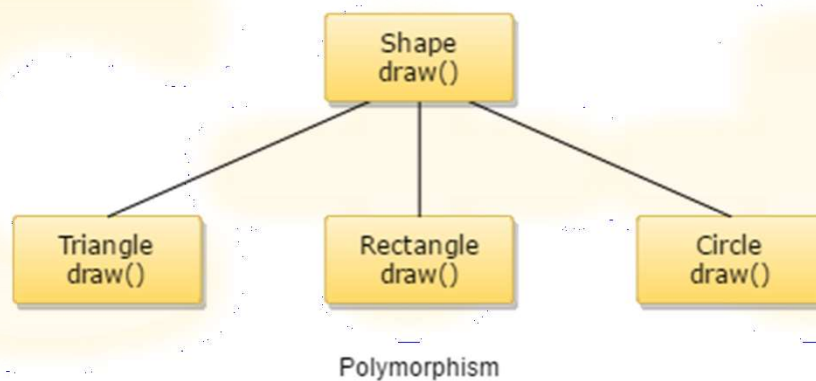 Shape
draw()
Triangle
draw()
Rectangle
draw()
Circle
draw()
Polymorphism